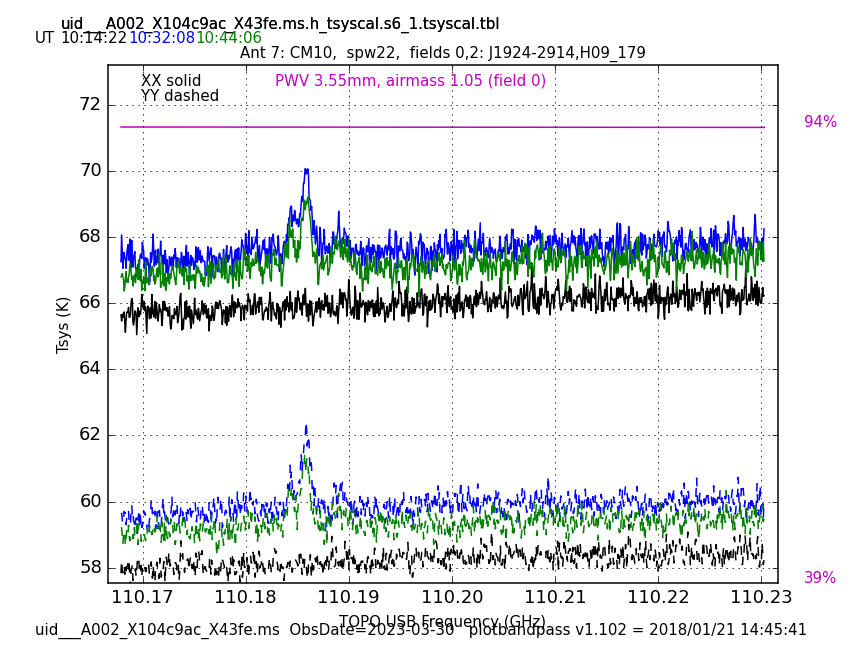 uid___A002_X104c9ac_X43fe.ms.h_tsyscal.s6_1.tsyscal.tbl
UT 10:14:22 10:32:08 10:44:06
Ant 7: CM10,  spw22,  fields 0,2: J1924-2914,H09_179
XX solid
PWV 3.55mm, airmass 1.05 (field 0)
YY dashed
94%
39%
72
70
68
66
64
62
60
58
Tsys (K)
110.17 110.18 110.19 110.20 110.21 110.22 110.23
TOPO USB Frequency (GHz)
uid___A002_X104c9ac_X43fe.ms  ObsDate=2023-03-30   plotbandpass v1.102 = 2018/01/21 14:45:41